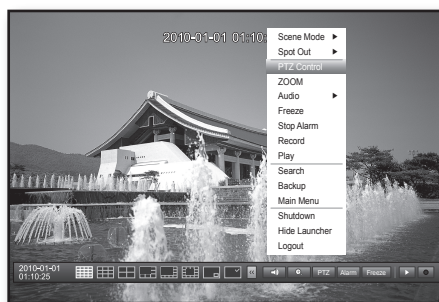 2010-01-01 01:10:
Scene Mode ▶
Spot Out ▶
PTZ Control
ZOOM
Audio ▶
Freeze
Stop Alarm
Record
Play
Search
Backup
Main Menu
Shutdown
Hide Launcher
Logout
2010-01-01
01:10:25
PTZ Alarm Freeze